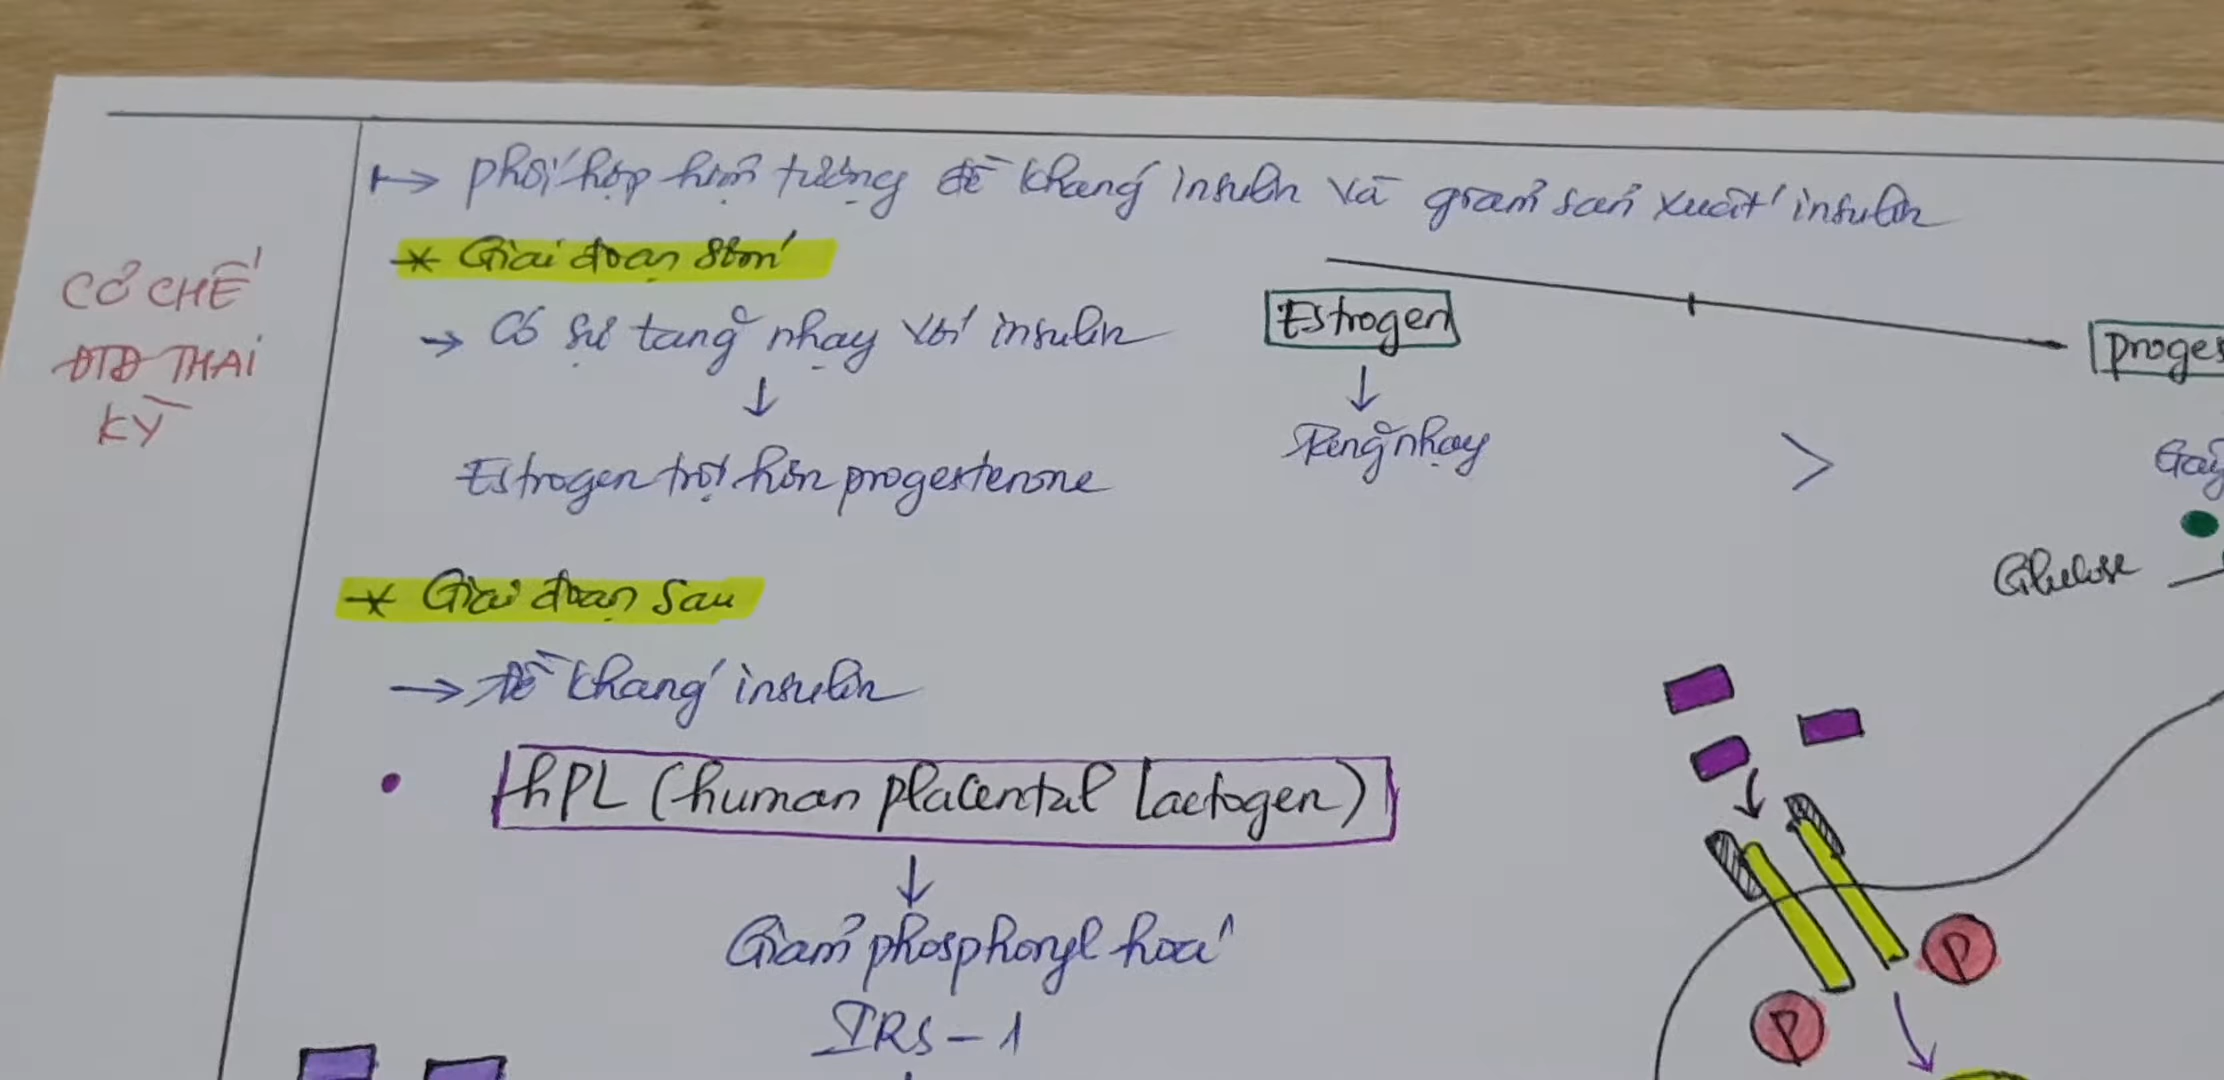 CƠ CHẾ
ĐTĐ THAI
KỲ
↦ phối hợp hiện tượng đề kháng insulin và giảm sản xuất insulin
* Giai đoạn sớm
→ Có sự tăng nhạy với insulin
↓
Estrogen trội hơn progesterone
Estrogen
↓
Tăng nhạy
>
proges
Gây
Glucose
* Giai đoạn sau
→ Đề kháng insulin
• hPL (human placental lactogen)
↓
Giảm phosphoryl hoá
IRS-1
P
P